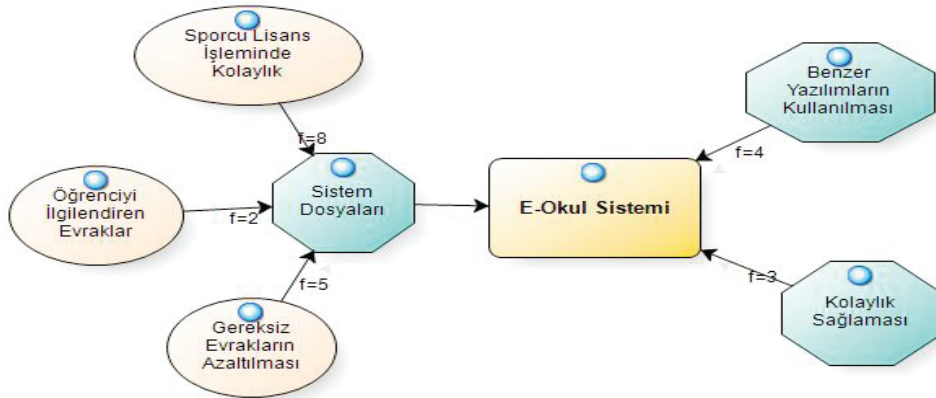 Sporcu Lisans
İşleminde
Kolaylık
f=8
Öğrenciyi
İlgilendiren
Evraklar
f=2
Sistem
Dosyaları
f=5
Gereksiz
Evrakların
Azaltılması
E-Okul Sistemi
Benzer
Yazılımların
Kullanılması
f=4
f=3
Kolaylık
Sağlaması